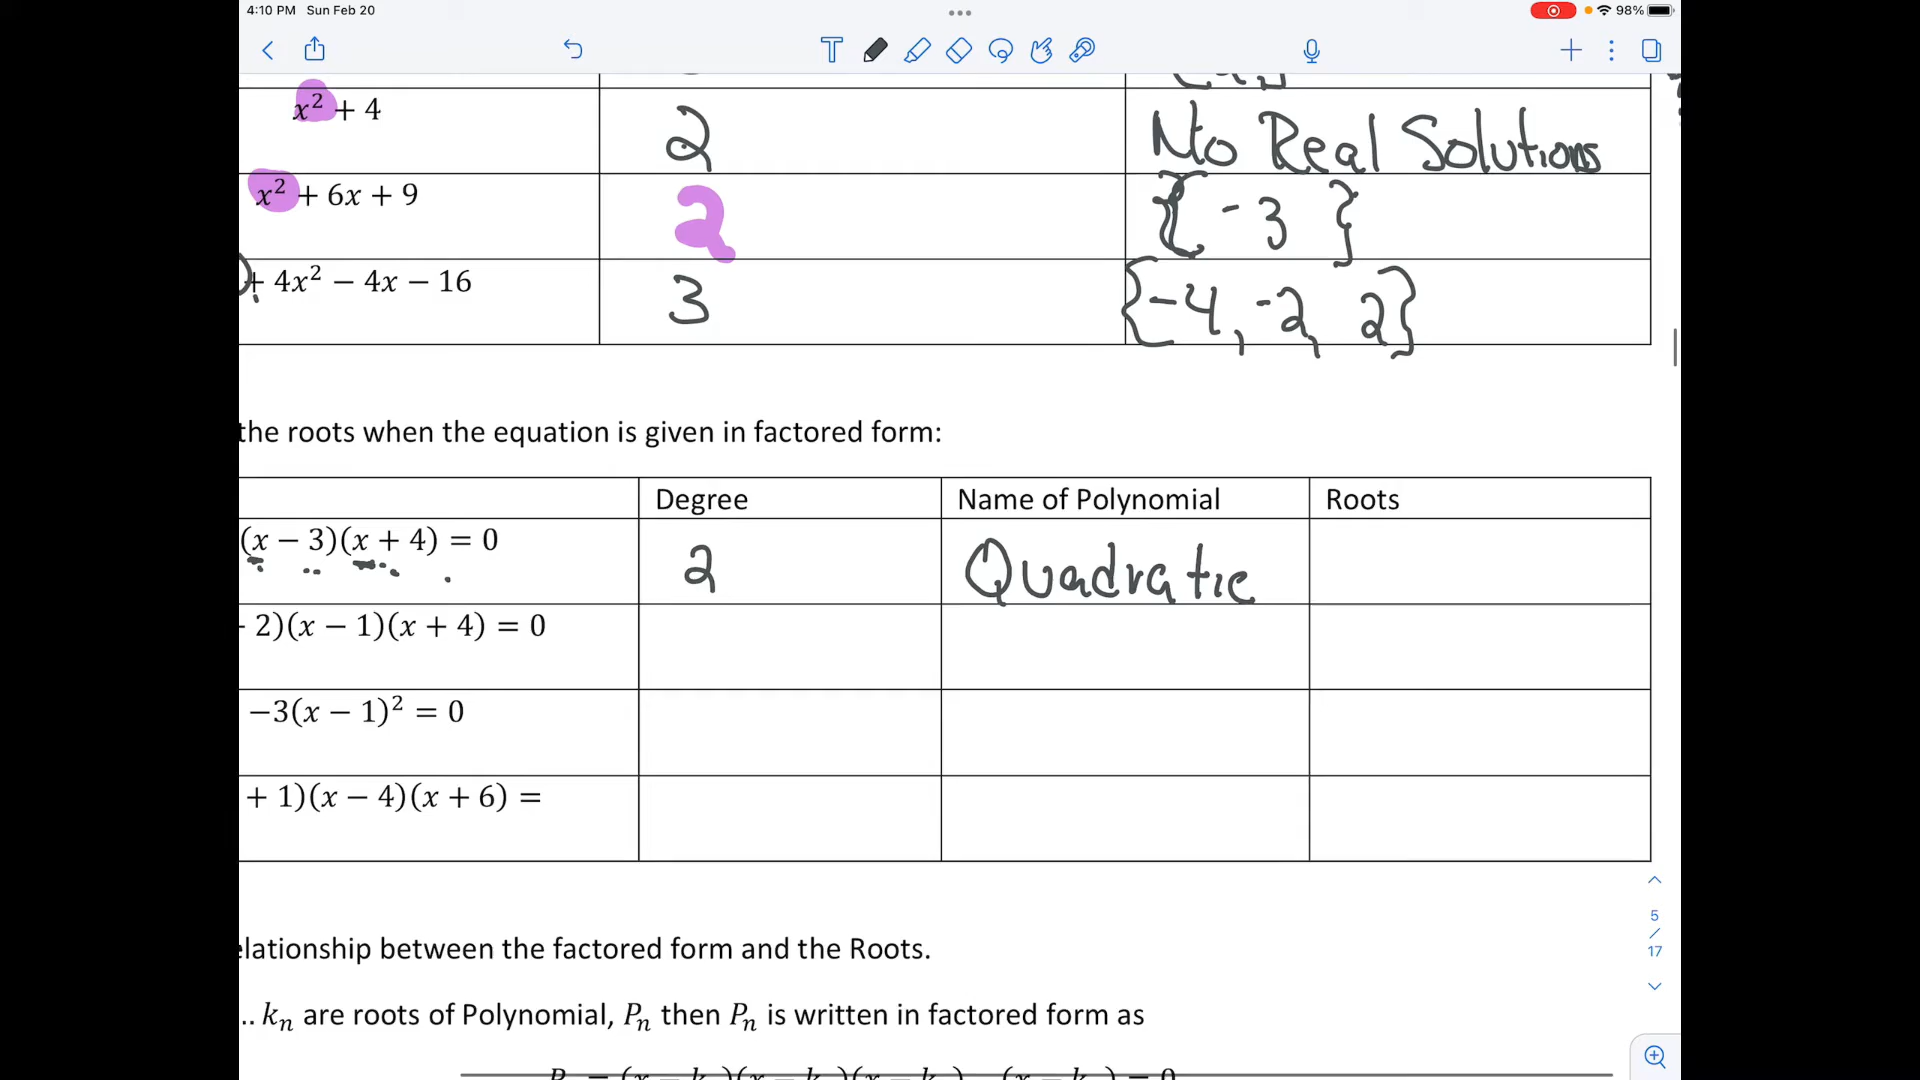 4:10 PM Sun Feb 20 98%
x² + 4 2 No Real Solutions
x² + 6x + 9 2 {-3}
+ 4x² − 4x − 16 3 {-4, -2, 2}
the roots when the equation is given in factored form:
Degree Name of Polynomial Roots
(x − 3)(x + 4) = 0 2 Quadratic
2)(x − 1)(x + 4) = 0
−3(x − 1)² = 0
+ 1)(x − 4)(x + 6) =
5
/
17
elationship between the factored form and the Roots.
.. kₙ are roots of Polynomial, Pₙ then Pₙ is written in factored form as